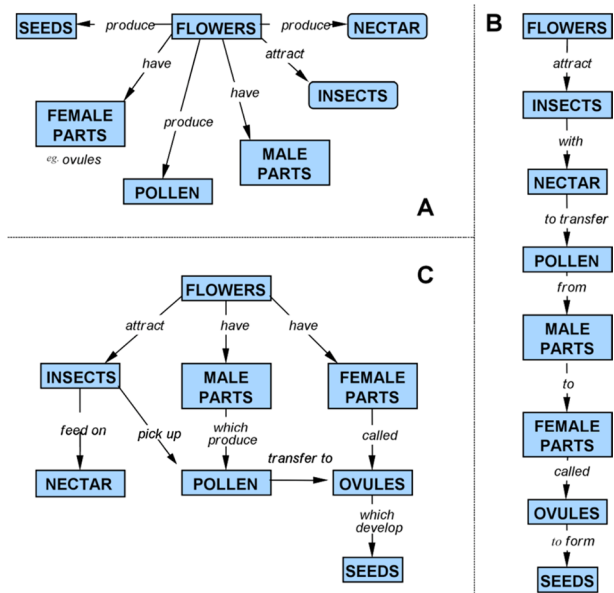 SEEDS
produce
FLOWERS
produce
NECTAR
have
attract
INSECTS
FEMALE
PARTS
eg. ovules
produce
have
MALE
PARTS
POLLEN
A
B
FLOWERS
attract
INSECTS
with
NECTAR
to transfer
POLLEN
from
MALE
PARTS
to
FEMALE
PARTS
called
OVULES
to form
SEEDS
C
FLOWERS
attract
have
have
INSECTS
MALE
PARTS
FEMALE
PARTS
feed on
pick up
which
produce
called
transfer to
NECTAR
POLLEN
OVULES
which
develop
SEEDS